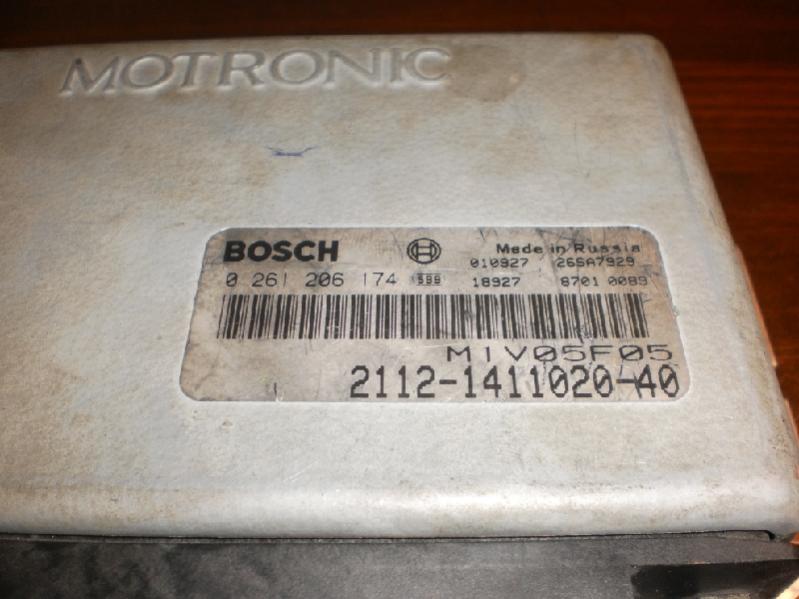 MOTRONIC
BOSCH Made in Russia
010927 26SA7929
0 261 206 174 18927 8701 0089
M1V05F05
2112-1411020-40